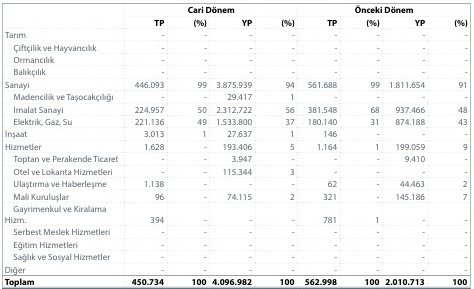 Cari Dönem Önceki Dönem
TP (%) YP (%) TP (%) YP (%)
Tarım - - - - - - - -
Çiftçilik ve Hayvancılık - - - - - - - -
Ormancılık - - - - - - - -
Balıkçılık - - - - - - - -
Sanayi 446.093 99 3.875.939 94 561.688 99 1.811.654 91
Madencilik ve Taşocakçılığı - - 29.417 1 - - - -
İmalat Sanayi 224.957 50 2.312.722 56 381.548 68 937.466 48
Elektrik, Gaz, Su 221.136 49 1.533.800 37 180.140 31 874.188 43
İnşaat 3.013 1 27.637 1 146 - - -
Hizmetler 1.628 - 193.406 5 1.164 1 199.059 9
Toptan ve Perakende Ticaret - - 3.947 - - - 9.410 -
Otel ve Lokanta Hizmetleri - - 115.344 3 - - - -
Ulaştırma ve Haberleşme 1.138 - - - 62 - 44.463 2
Mali Kuruluşlar 96 - 74.115 2 321 - 145.186 7
Gayrimenkul ve Kiralama
Hizm. 394 - - - 781 1 - -
Serbest Meslek Hizmetleri - - - - - - - -
Eğitim Hizmetleri - - - - - - - -
Sağlık ve Sosyal Hizmetler - - - - - - - -
Diğer - - - - - - - -
Toplam 450.734 100 4.096.982 100 562.998 100 2.010.713 100